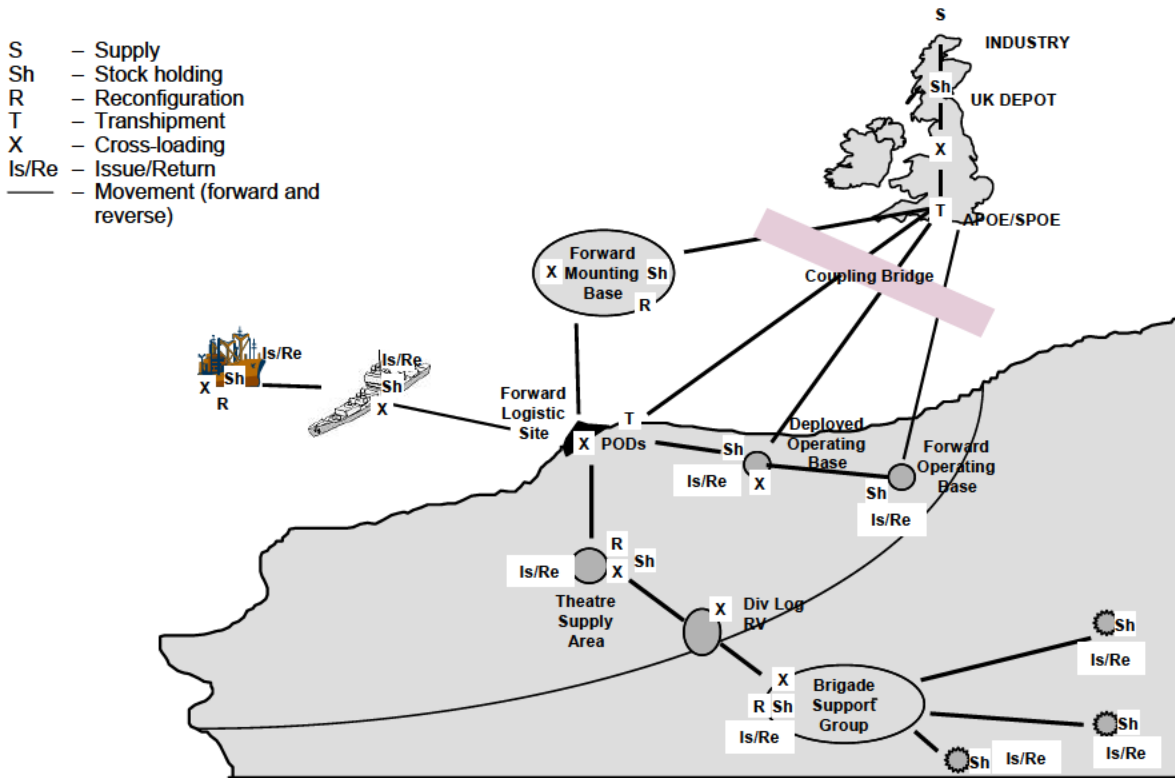 S – Supply
Sh – Stock holding
R – Reconfiguration
T – Transhipment
X – Cross-loading
Is/Re – Issue/Return
– Movement (forward and
reverse)
S
INDUSTRY
Sh
UK DEPOT
X
T
APOE/SPOE
Coupling Bridge
Forward
X Mounting Sh
Base
R
Is/Re
Sh
X
R
Is/Re
Sh
X
Forward
Logistic
Site
T
X PODs
Deployed
Operating
Base
Sh
Is/Re
X
Forward
Operating
Base
Sh
Is/Re
R
Sh
Is/Re
X
Theatre
Supply
Area
X
Div Log
RV
X
R Sh
Is/Re
Brigade
Support
Group
Sh
Is/Re
Sh
Is/Re
Sh
Is/Re